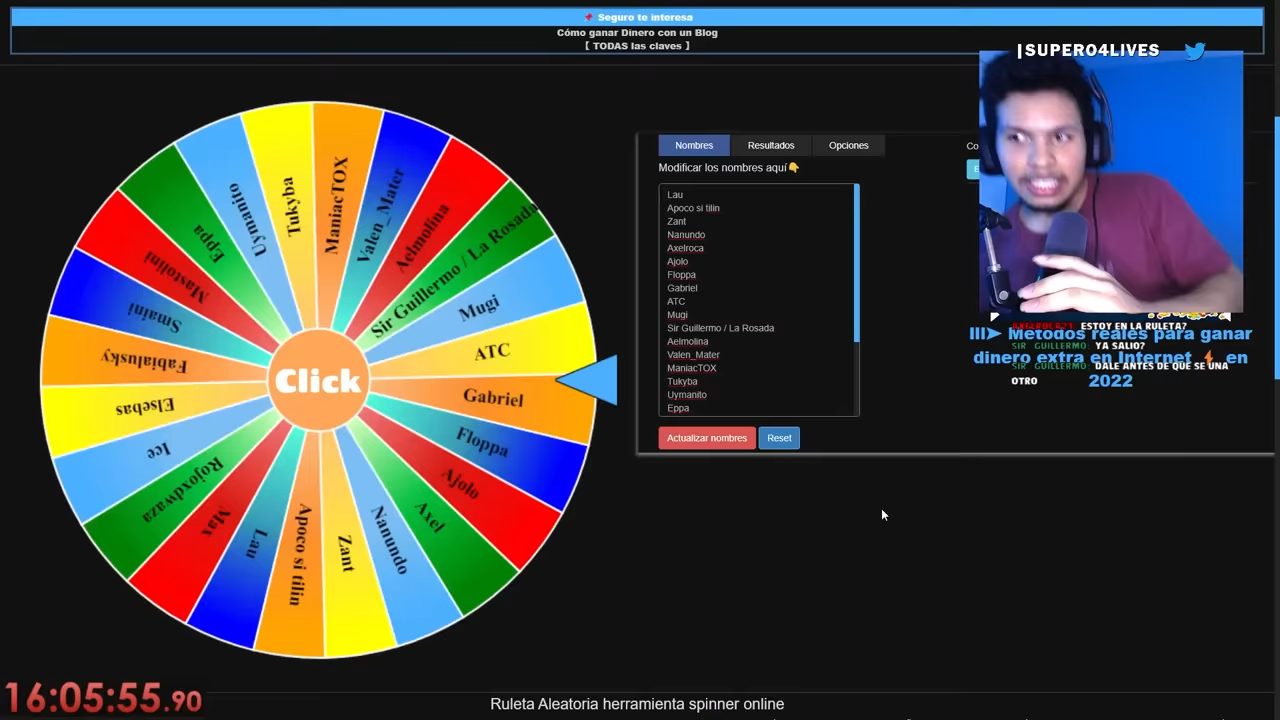 📌 Seguro te interesa
Cómo ganar Dinero con un Blog
[ TODAS las claves ]
|SUPERO4LIVES
Tukyba
ManiacTOX
Valen_Mater
Aelmolina
Sir Guillermo / La Rosada
Mugi
ATC
Gabriel
Floppa
Ajolo
Axel
Nanundo
Zant
Apoco si tilin
Lau
Max
Rojoxdwaza
Ice
Elsebas
Fabialusky
Smaini
Mastolini
Eppa
Uymanito
Click
Nombres
Resultados
Opciones
Co
E
Modificar los nombres aquí👇
Lau
Apoco si tilin
Zant
Nanundo
Axelroca
Ajolo
Floppa
Gabriel
ATC
Mugi
Sir Guillermo / La Rosada
Aelmolina
Valen_Mater
ManiacTOX
Tukyba
Uymanito
Eppa
Actualizar nombres
Reset
ESTOY EN LA RULETA?
III➤ Métodos reales para ganar
SIR GUILLERMO: YA SALIO?
dinero extra en Internet ⚡ en
SIR GUILLERMO: DALE ANTES DE QUE SE UNA
OTRO
2022
16:05:55.90
Ruleta Aleatoria herramienta spinner online